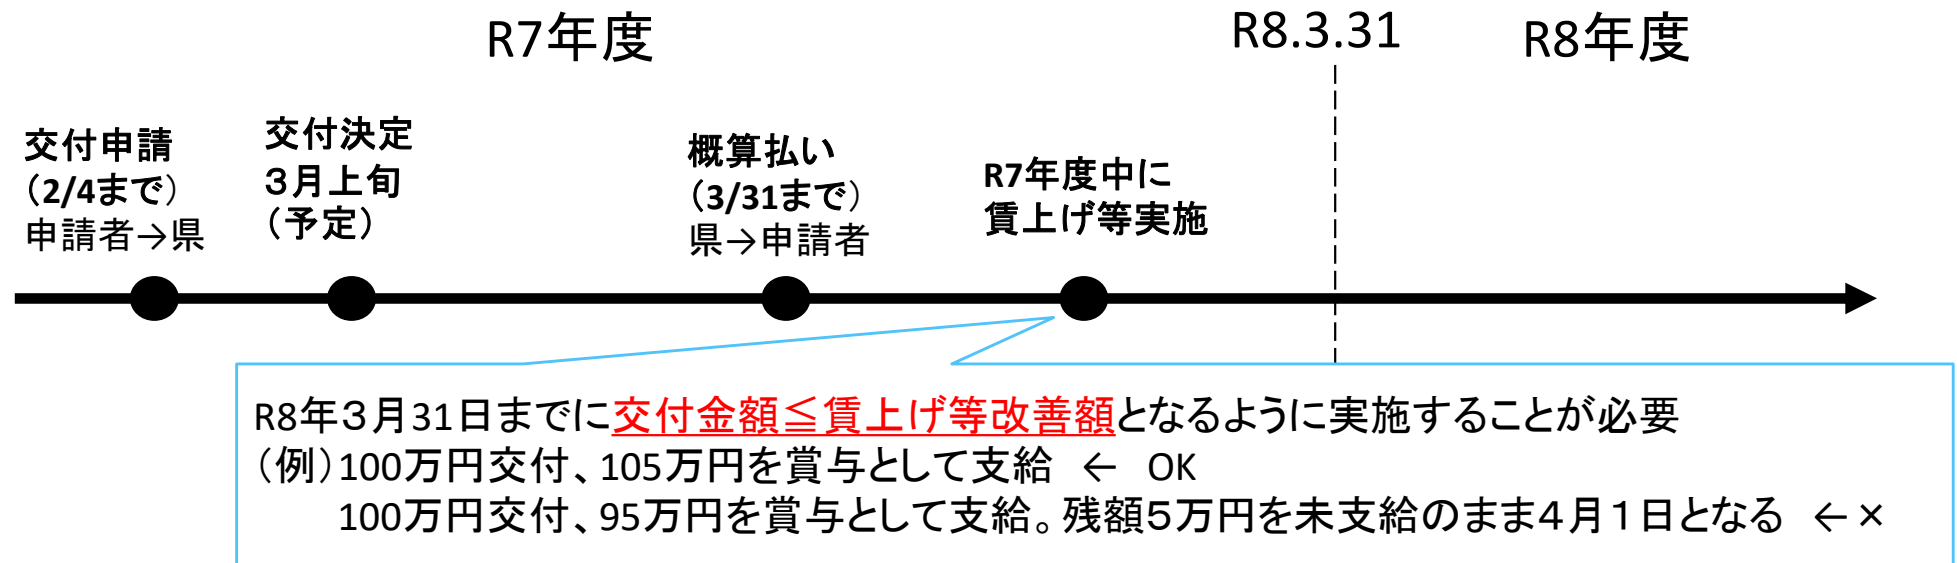 R7年度
R8.3.31
R8年度
交付申請
（2/4まで）
申請者→県
交付決定
３月上旬
（予定）
概算払い
（3/31まで）
県→申請者
R7年度中に
賃上げ等実施
R8年３月31日までに交付金額≦賃上げ等改善額となるように実施することが必要
（例）100万円交付、105万円を賞与として支給 ← OK
100万円交付、95万円を賞与として支給。残額５万円を未支給のまま４月１日となる ←×